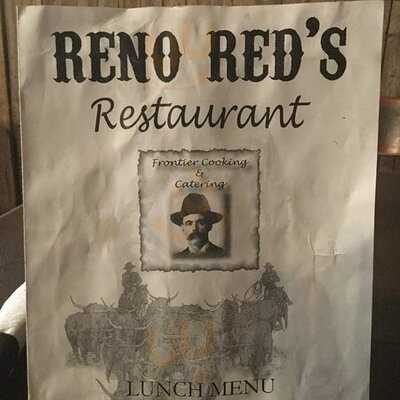 RENO RED'S
Restaurant
Frontier Cooking
&
Catering
LUNCH MENU